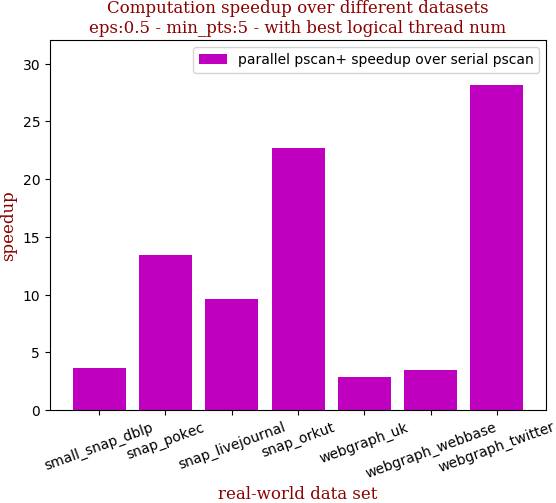 Computation speedup over different datasets
eps:0.5 - min_pts:5 - with best logical thread num
parallel pscan+ speedup over serial pscan
speedup
30
25
20
15
10
5
0
small_snap_dblp
snap_pokec
snap_livejournal
snap_orkut
webgraph_uk
webgraph_webbase
webgraph_twitter
real-world data set